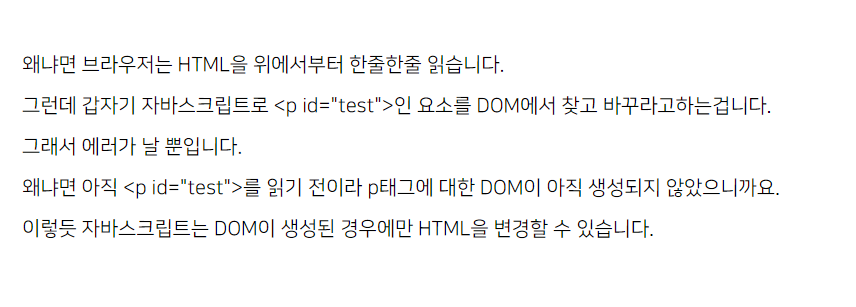 왜냐면 브라우저는 HTML을 위에서부터 한줄한줄 읽습니다.
그런데 갑자기 자바스크립트로 <p id="test">인 요소를 DOM에서 찾고 바꾸라고하는겁니다.
그래서 에러가 날 뿐입니다.
왜냐면 아직 <p id="test">를 읽기 전이라 p태그에 대한 DOM이 아직 생성되지 않았으니까요.
이렇듯 자바스크립트는 DOM이 생성된 경우에만 HTML을 변경할 수 있습니다.